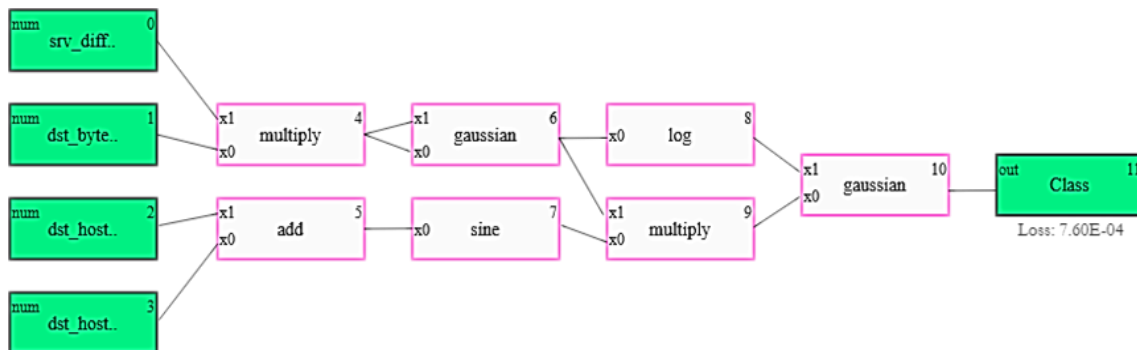 num 0
srv_diff..
num 1
dst_byte..
num 2
dst_host..
num 3
dst_host..
x1 4
multiply
x0
x1 5
add
x0
x1 6
gaussian
x0
7
x0 sine
8
x0 log
x1 9
multiply
x0
x1 10
gaussian
x0
out 11
Class
Loss: 7.60E-04